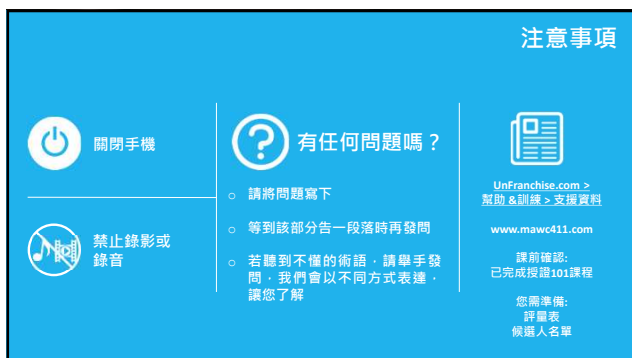 注意事項
關閉手機
禁止錄影或
錄音
有任何問題嗎？
○ 請將問題寫下
○ 等到該部分告一段落時再發問
○ 若聽到不懂的術語，請舉手發
問，我們會以不同方式表達，
讓您了解
UnFranchise.com >
幫助 &訓練 > 支援資料
www.mawc411.com
課前確認:
已完成授證101課程
您需準備:
評量表
候選人名單